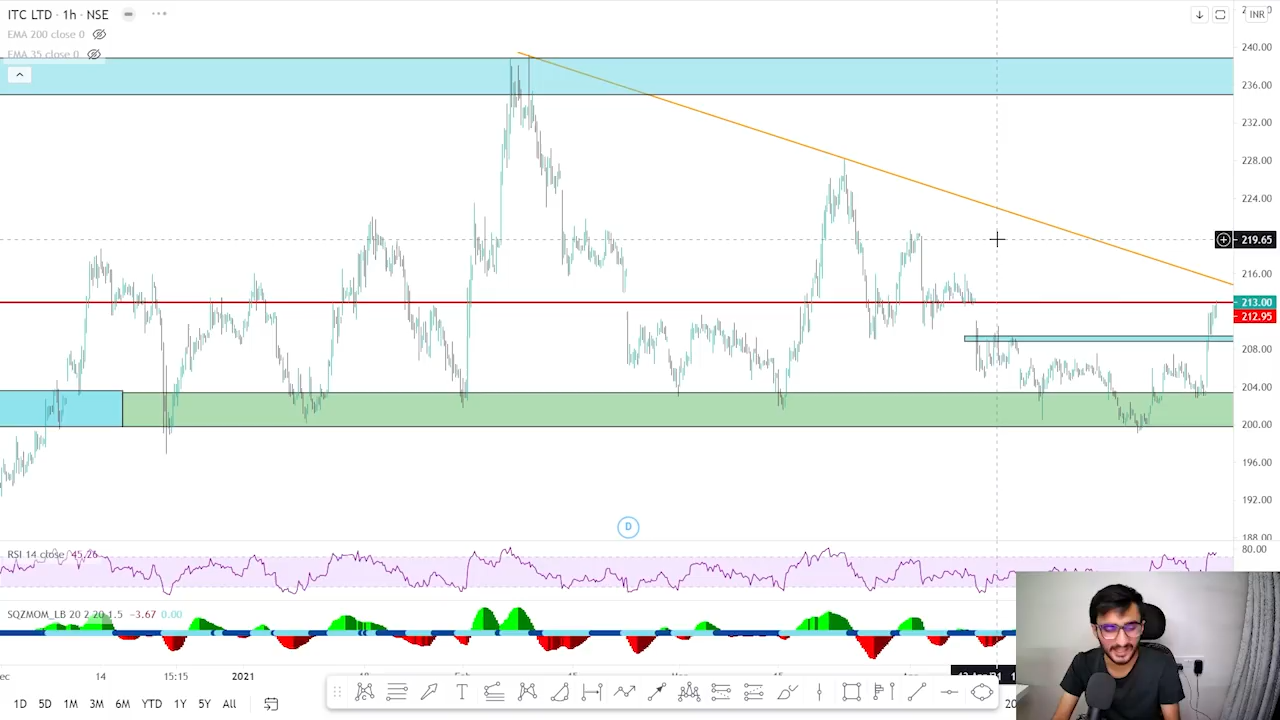 ITC LTD · 1h · NSE
EMA 200 close 0
EMA 35 close 0
INR
240.00
236.00
232.00
228.00
224.00
219.65
216.00
213.00
212.95
208.00
204.00
200.00
196.00
192.00
188.00
D
RSI 14 close 45.26
80.00
SQZMOM_LB 20 2 20 1.5 −3.67 0.00
14
15:15
2021
1D 5D 1M 3M 6M YTD 1Y 5Y All
T